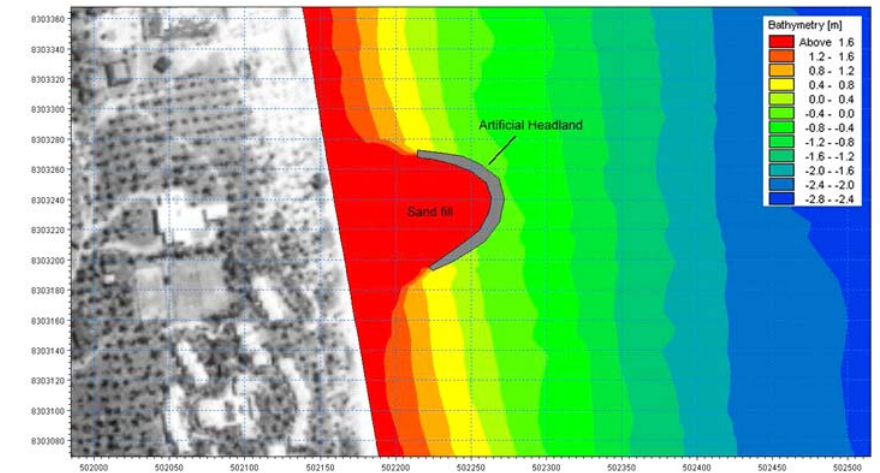 8303360
8303340
8303320
8303300
8303280
8303260
8303240
8303220
8303200
8303180
8303160
8303140
8303120
8303100
8303080
502000
502050
502100
502150
502200
502250
502300
502350
502400
502450
502500
Artificial Headland
Sand fill
Bathymetry [m]
Above 1.6
1.2 - 1.6
0.8 - 1.2
0.4 - 0.8
0.0 - 0.4
-0.4 - 0.0
-0.8 - -0.4
-1.2 - -0.8
-1.6 - -1.2
-2.0 - -1.6
-2.4 - -2.0
-2.8 - -2.4